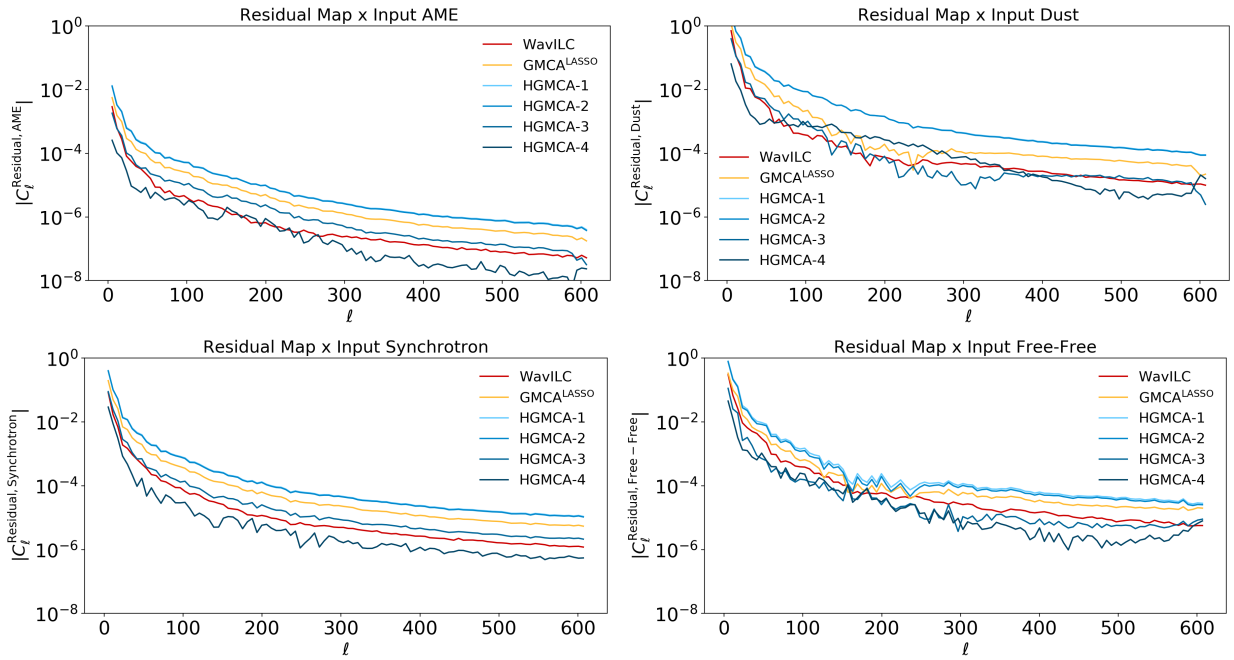 Residual Map x Input AME
|C_ℓ^{Residual, AME}|
10^0
10^{-2}
10^{-4}
10^{-6}
10^{-8}
WavILC
GMCA^{LASSO}
HGMCA-1
HGMCA-2
HGMCA-3
HGMCA-4
0 100 200 300 400 500 600
ℓ
Residual Map x Input Dust
|C_ℓ^{Residual, Dust}|
10^0
10^{-2}
10^{-4}
10^{-6}
10^{-8}
WavILC
GMCA^{LASSO}
HGMCA-1
HGMCA-2
HGMCA-3
HGMCA-4
0 100 200 300 400 500 600
ℓ
Residual Map x Input Synchrotron
|C_ℓ^{Residual, Synchrotron}|
10^0
10^{-2}
10^{-4}
10^{-6}
10^{-8}
WavILC
GMCA^{LASSO}
HGMCA-1
HGMCA-2
HGMCA-3
HGMCA-4
0 100 200 300 400 500 600
ℓ
Residual Map x Input Free-Free
|C_ℓ^{Residual, Free − Free}|
10^0
10^{-2}
10^{-4}
10^{-6}
10^{-8}
WavILC
GMCA^{LASSO}
HGMCA-1
HGMCA-2
HGMCA-3
HGMCA-4
0 100 200 300 400 500 600
ℓ